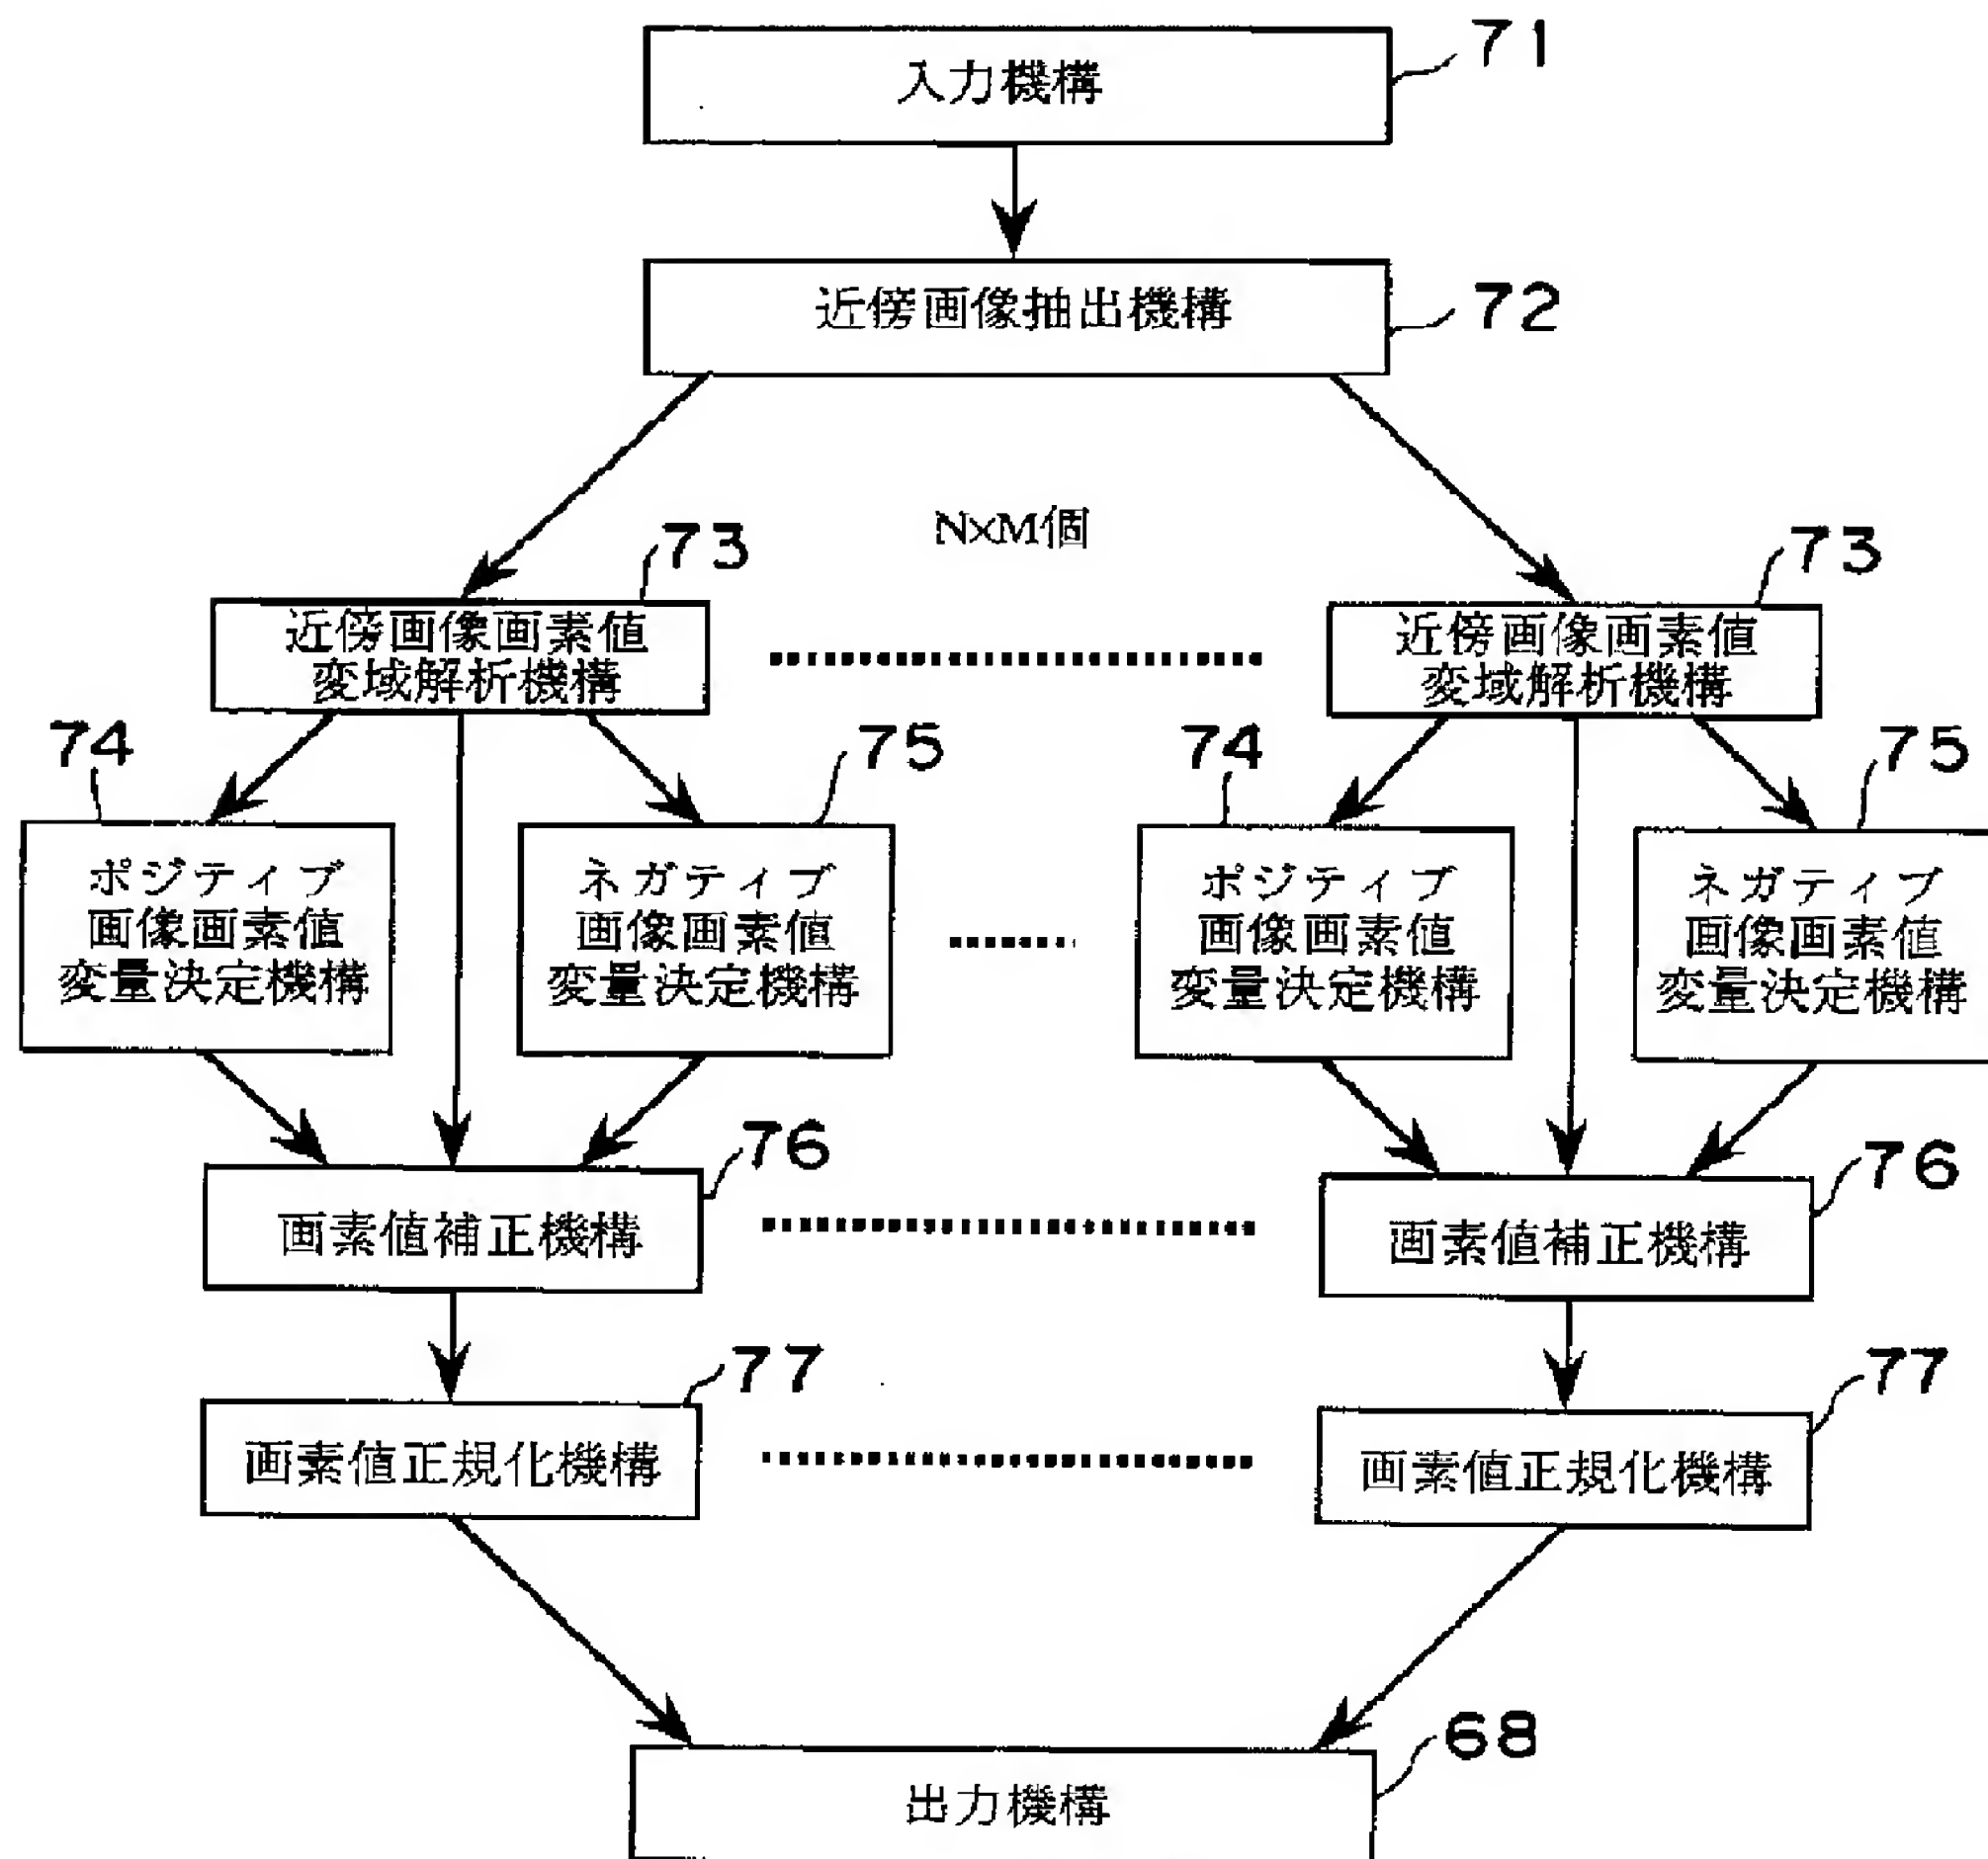 入力機構
71
近傍画像抽出機構
72
N×M個
73
73
近傍画像画素値
変域解析機構
近傍画像画素値
変域解析機構
74
75
74
75
ポジティブ
画像画素値
変量決定機構
ネガティブ
画像画素値
変量決定機構
ポジティブ
画像画素値
変量決定機構
ネガティブ
画像画素値
変量決定機構
76
76
画素値補正機構
画素値補正機構
77
77
画素値正規化機構
画素値正規化機構
68
出力機構